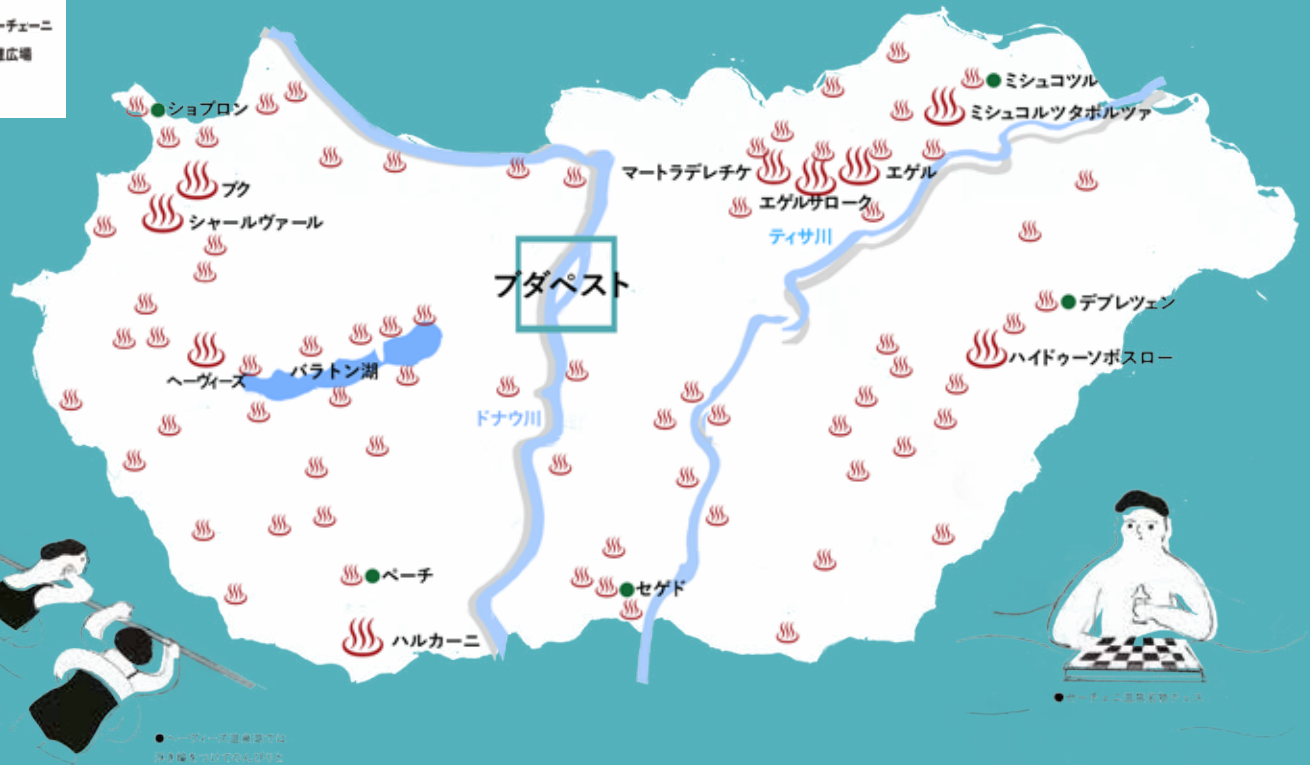 ーチェーニ
広場
ショプロン
ミシュコツル
ミシュコルツタポルツァ
マートラデレチケ
エゲル
ブク
エゲルサローク
シャールヴァール
ティサ川
ブダペスト
デブレツェン
ハイドゥーソボスロー
バラトン湖
ヘーヴィーズ
ドナウ川
ペーチ
セゲド
ハルカーニ